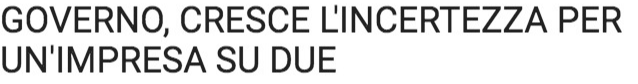 GOVERNO, CRESCE L'INCERTEZZA PER
UN'IMPRESA SU DUE